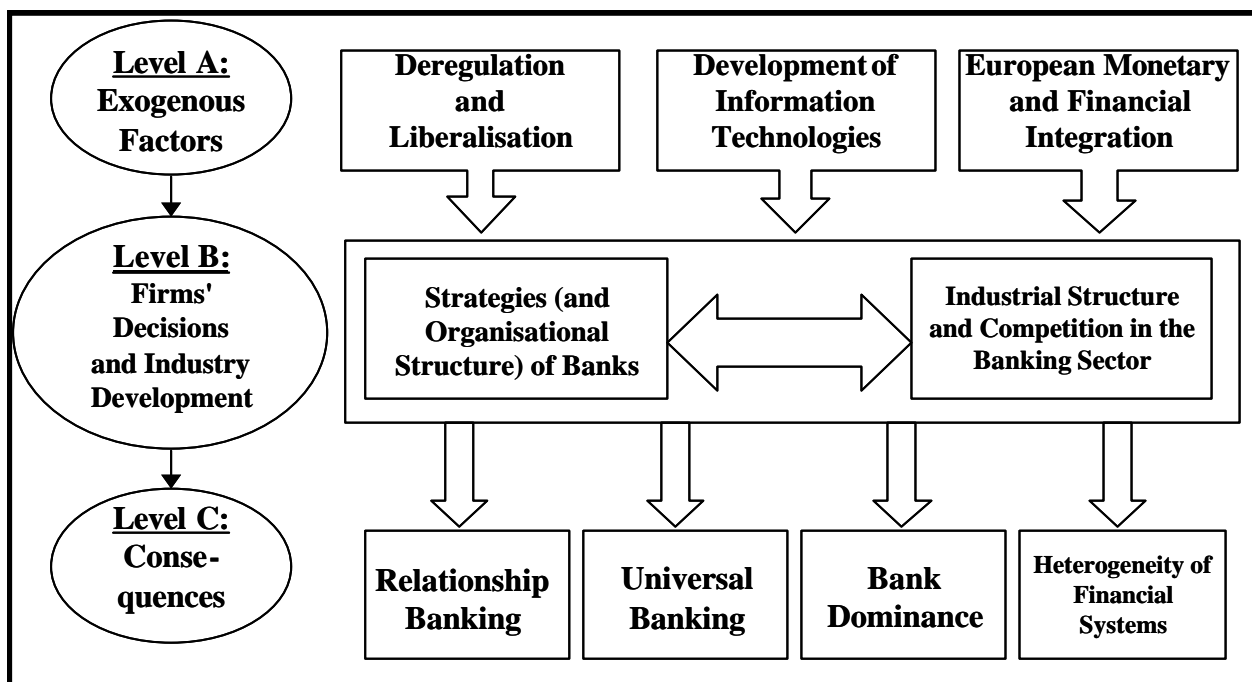 Level A:
Exogenous
Factors
Deregulation
and
Liberalisation
Development of
Information
Technologies
European Monetary
and Financial
Integration
Level B:
Firms'
Decisions
and Industry
Development
Strategies (and
Organisational
Structure) of Banks
Industrial Structure
and Competition in the
Banking Sector
Level C:
Conse-
quences
Relationship
Banking
Universal
Banking
Bank
Dominance
Heterogeneity of
Financial
Systems